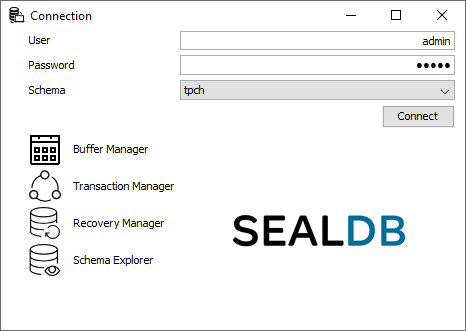 Connection
User admin
Password •••••
Schema tpch
Connect
Buffer Manager
Transaction Manager
Recovery Manager
Schema Explorer
SEALDB